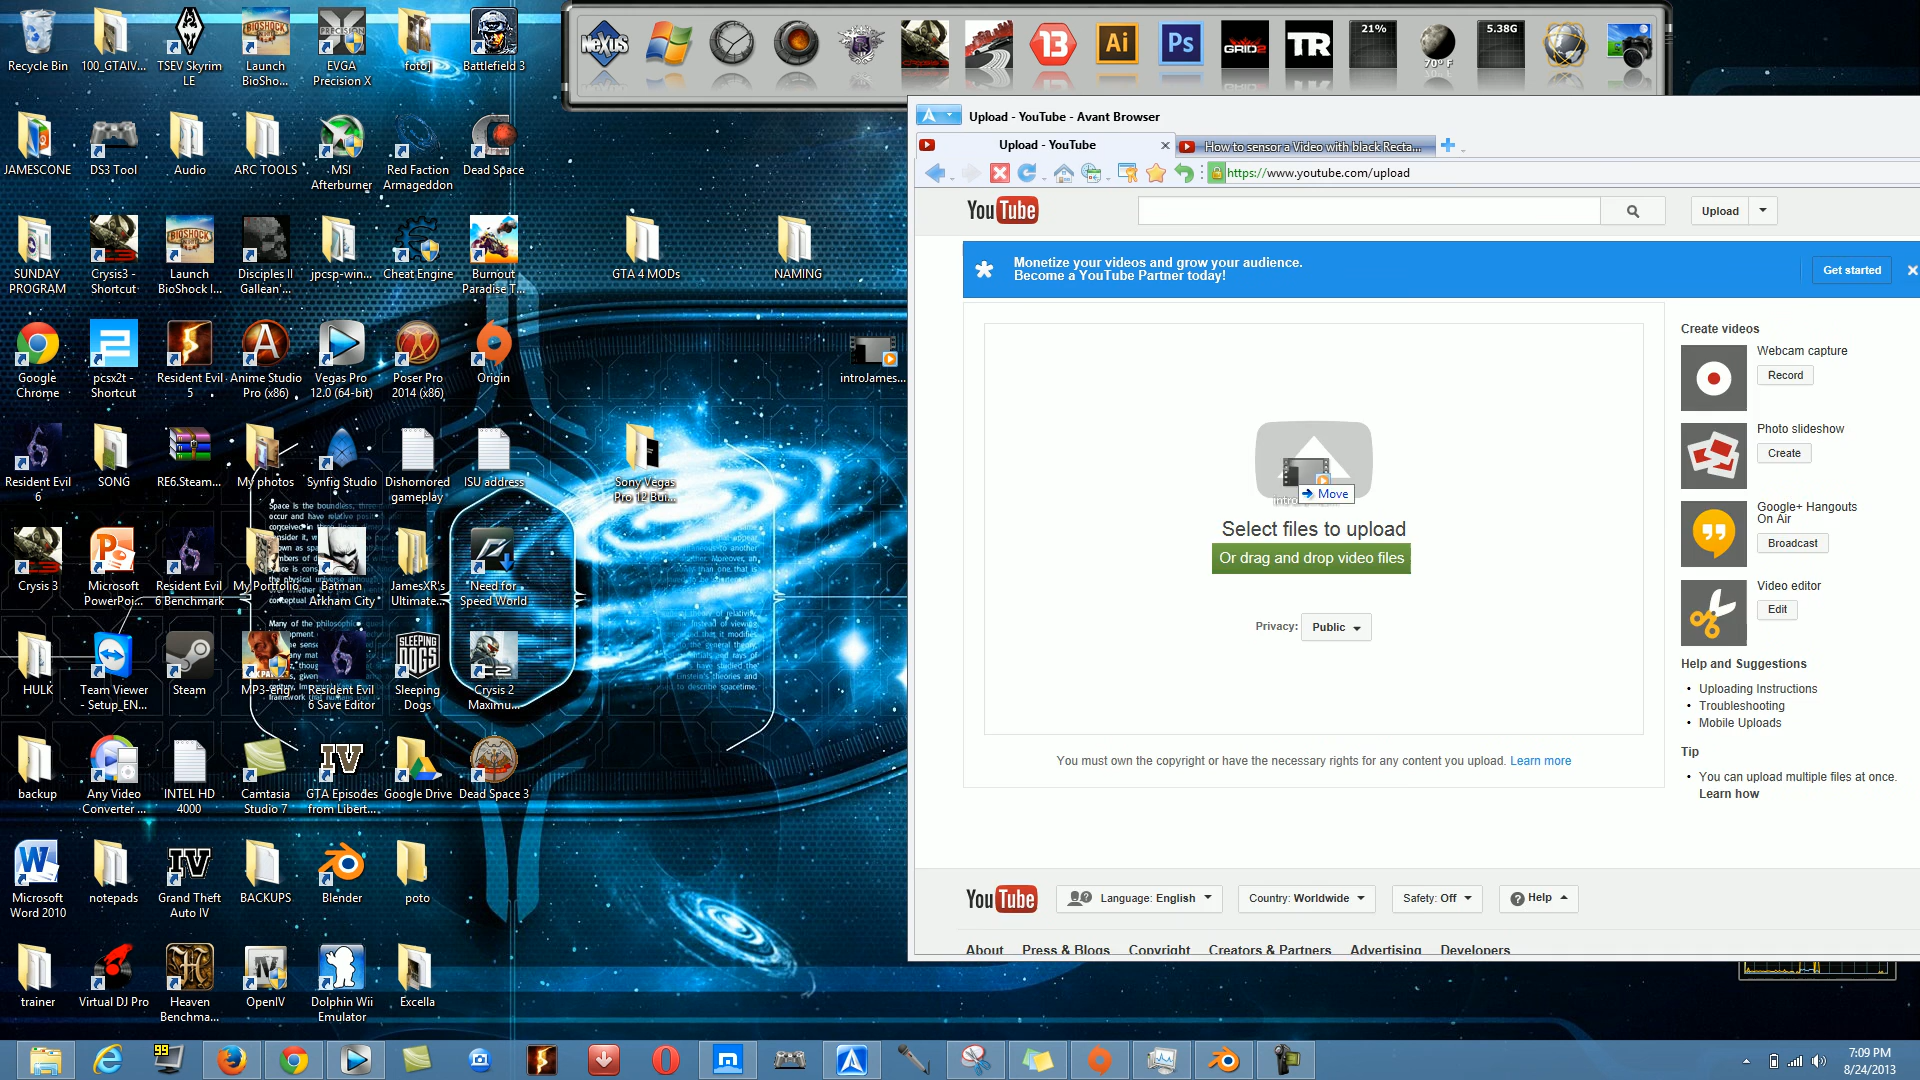 Recycle Bin
100_GTAIV...
TSEV Skyrim
LE
Launch
BioSho...
EVGA
Precision X
foto]
Battlefield 3
BIOSHOCK
PRECISION
NeXus
13
Ai
Ps
GRID2
TR
21%
70° F
5.38G
JAMESCONE
DS3 Tool
Audio
ARC TOOLS
MSI
Afterburner
Red Faction
Armageddon
Dead Space
SUNDAY
PROGRAM
Crysis3 -
Shortcut
Launch
BioShock I...
Disciples II
Gallean'...
jpcsp-win...
Cheat Engine
Burnout
Paradise T...
GTA 4 MODs
NAMING
Google
Chrome
pcsx2t -
Shortcut
Resident Evil
5
Anime Studio
Pro (x86)
Vegas Pro
12.0 (64-bit)
Poser Pro
2014 (x86)
Origin
introJames...
Resident Evil
6
SONG
RE6.Steam...
My photos
Synfig Studio
Dishornored
gameplay
ISU address
Sony Vegas
Pro 12 Bui...
Crysis 3
Microsoft
PowerPoi...
Resident Evil
6 Benchmark
My Portfolio
Batman
Arkham City
JamesXR's
Ultimate...
Need for
Speed World
HULK
Team Viewer
- Setup_EN...
Steam
MP3-eng
Resident Evil
6 Save Editor
SLEEPING
DOGS
Sleeping
Dogs
Crysis 2
Maximu...
backup
Any Video
Converter ...
INTEL HD
4000
Camtasia
Studio 7
IV
GTA Episodes
from Libert...
Google Drive
Dead Space 3
Microsoft
Word 2010
notepads
IV
Grand Theft
Auto IV
BACKUPS
Blender
poto
trainer
Virtual DJ Pro
Heaven
Benchma...
OpenIV
Dolphin Wii
Emulator
Excella
Upload - YouTube - Avant Browser
Upload - YouTube
How to sensor a Video with black Recta...
https://www.youtube.com/upload
YouTube
Upload
Monetize your videos and grow your audience.
Become a YouTube Partner today!
Get started
Move
Select files to upload
Or drag and drop video files
Privacy: Public
You must own the copyright or have the necessary rights for any content you upload. Learn more
Create videos
Webcam capture
Record
Photo slideshow
Create
Google+ Hangouts
On Air
Broadcast
Video editor
Edit
Help and Suggestions
• Uploading Instructions
• Troubleshooting
• Mobile Uploads
Tip
• You can upload multiple files at once.
Learn how
YouTube
Language: English
Country: Worldwide
Safety: Off
Help
About Press & Blogs Copyright Creators & Partners Advertising Developers
99
7:09 PM
8/24/2013